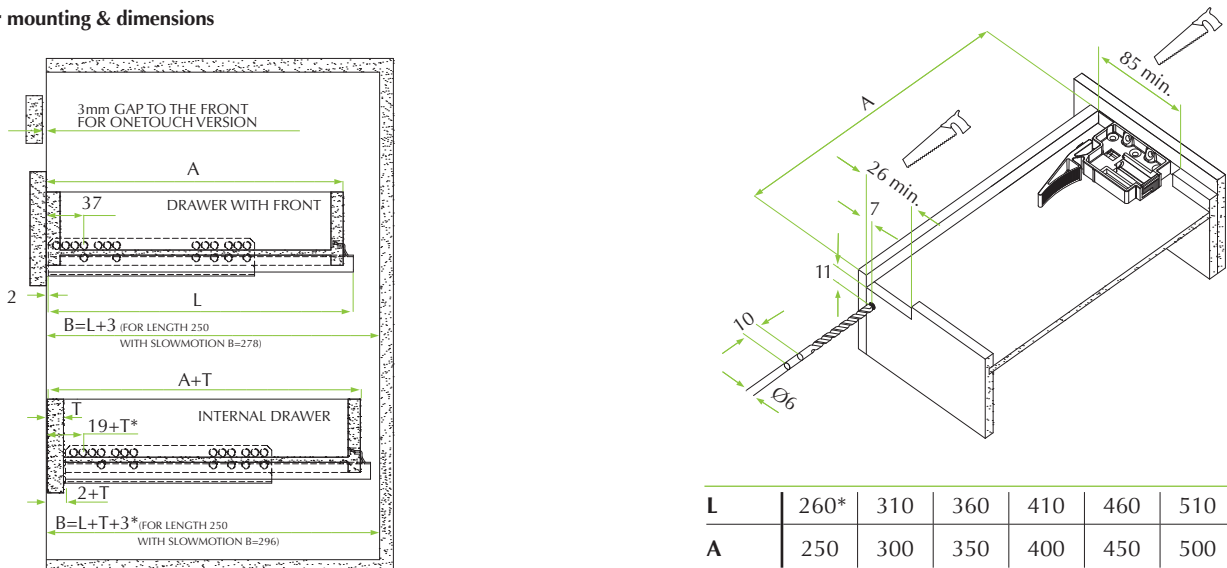 mounting & dimensions
3mm GAP TO THE FRONT
FOR ONETOUCH VERSION
A
37
DRAWER WITH FRONT
2
L
B=L+3 (FOR LENGTH 250
WITH SLOWMOTION B=278)
A+T
T
INTERNAL DRAWER
19+T*
2+T
B=L+T+3* (FOR LENGTH 250
WITH SLOWMOTION B=296)
85 min.
A
26 min.
7
11
10
Ø6
L 260* 310 360 410 460 510
A 250 300 350 400 450 500